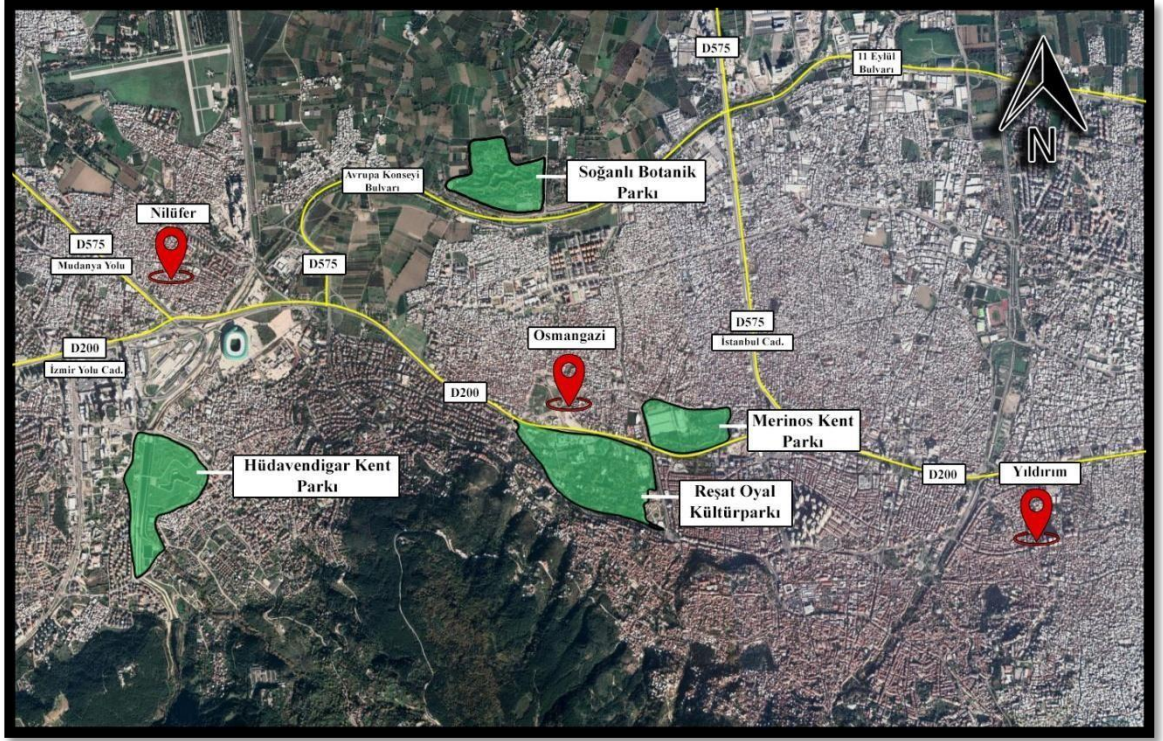 D575
11 Eylül
Bulvarı
N
Soğanlı Botanik
Parkı
Avrupa Konseyi
Bulvarı
Nilüfer
D575
Mudanya Yolu
D575
D575
İstanbul Cad.
Osmangazi
D200
İzmir Yolu Cad.
D200
Merinos Kent
Parkı
Hüdavendigar Kent
Parkı
D200
Yıldırım
Reşat Oyal
Kültürparkı